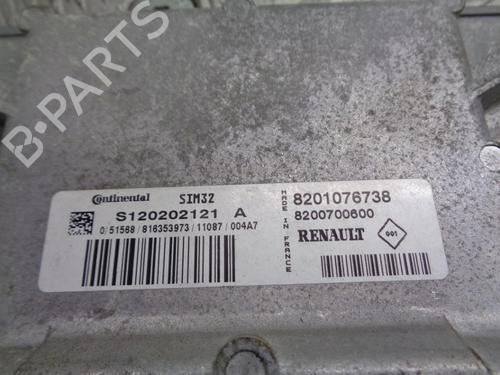 B-PARTS
Continental SIM32
S120202121 A
0/51568/816353973/11087/004A7
MADE IN FRANCE
8201076738
8200700600
RENAULT 001